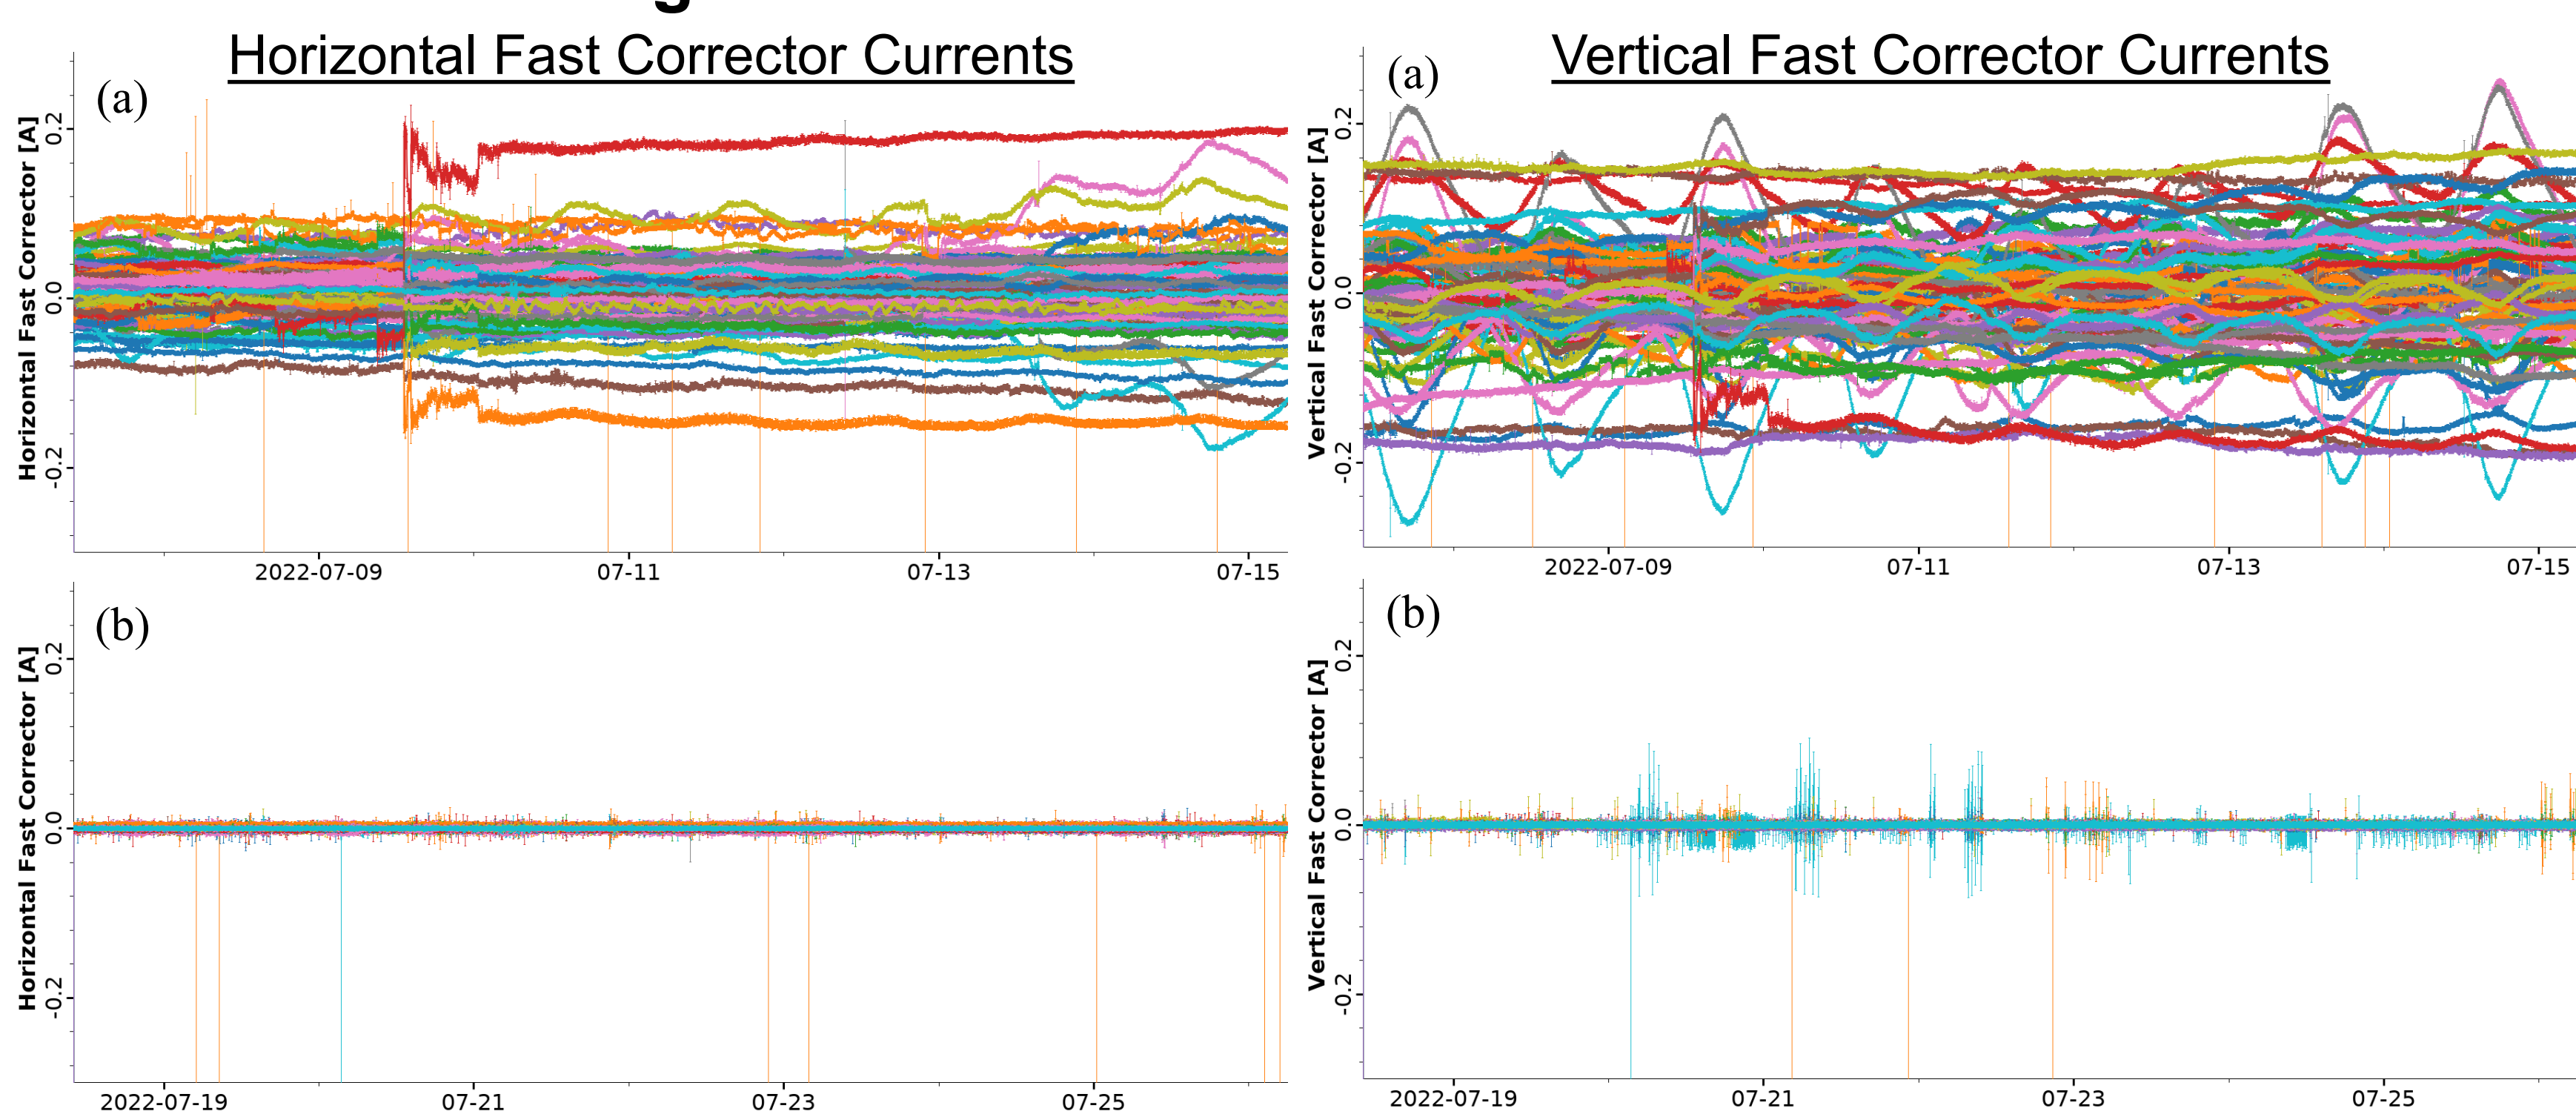 Horizontal Fast Corrector Currents
(a)
Horizontal Fast Corrector [A]
0.2
0.0
-0.2
2022-07-09 07-11 07-13 07-15
(b)
Horizontal Fast Corrector [A]
0.2
0.0
-0.2
2022-07-19 07-21 07-23 07-25
Vertical Fast Corrector Currents
(a)
Vertical Fast Corrector [A]
0.2
0.0
-0.2
2022-07-09 07-11 07-13 07-15
(b)
Vertical Fast Corrector [A]
0.2
0.0
-0.2
2022-07-19 07-21 07-23 07-25